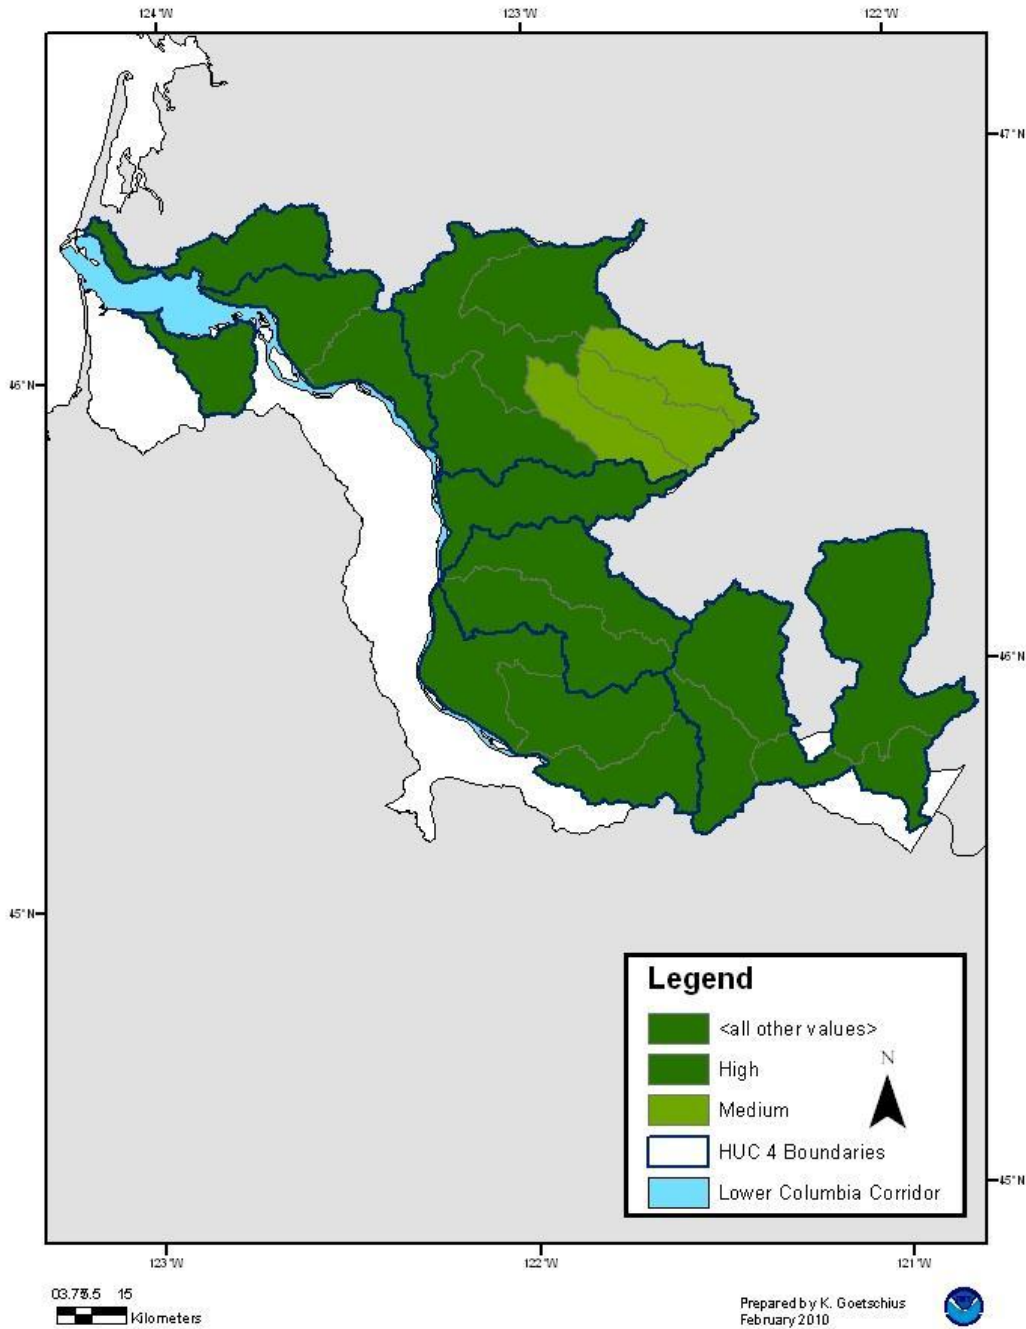 124°W 123°W 122°W
47°N
46°N
46°N
45°N
Legend
<all other values>
High
N
Medium
HUC 4 Boundaries
Lower Columbia Corridor
45°N
123°W 122°W 121°W
15
Kilometers
Prepared by K. Goetschius
February 2010